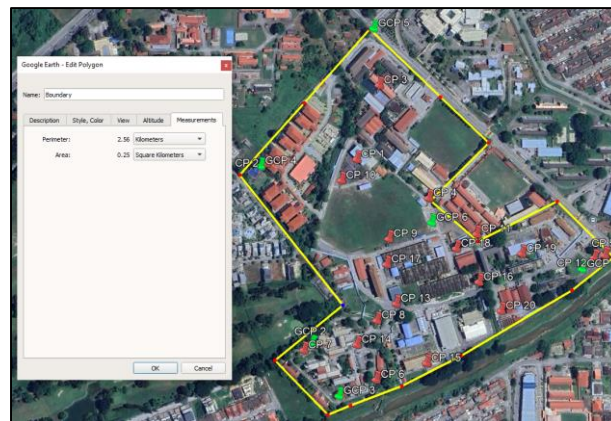 Google Earth - Edit Polygon
Name: Boundary
Description Style, Color View Altitude Measurements
Perimeter: 2.56 Kilometers
Area: 0.25 Square Kilometers
OK Cancel
GCP 5
CP 3
CP 1
CP 2 GCP 4
CP 10
CP 4
GCP 6
CP 11
CP 9
CP 18
CP 19
CP 17
CP 12 GCP
CP 16
CP 13
CP 20
CP 8
GCP 2
CP 7
CP 14
CP 15
CP 6
GCP 3